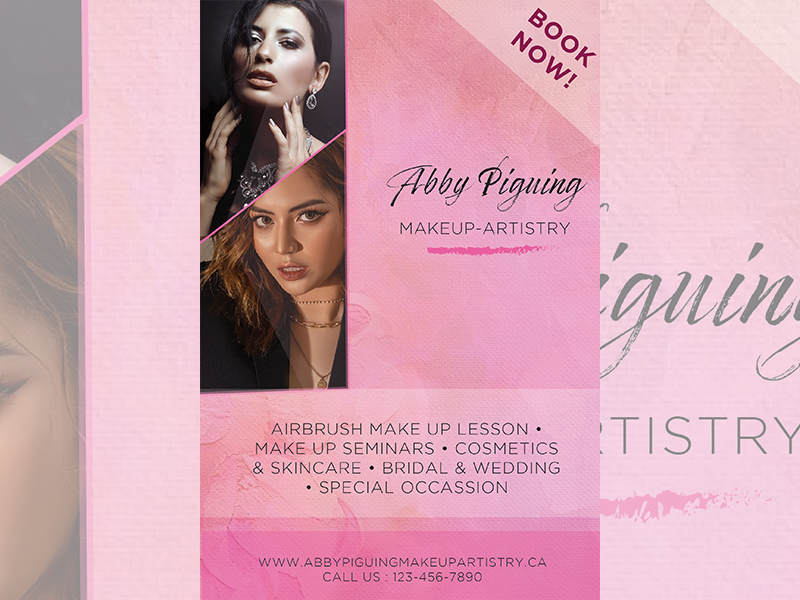 BOOK
NOW!
Abby Piguing
MAKEUP-ARTISTRY
AIRBRUSH MAKE UP LESSON •
MAKE UP SEMINARS • COSMETICS
& SKINCARE • BRIDAL & WEDDING
• SPECIAL OCCASSION
WWW.ABBYPIGUINGMAKEUPARTISTRY.CA
CALL US : 123-456-7890
iguing
RTISTRY